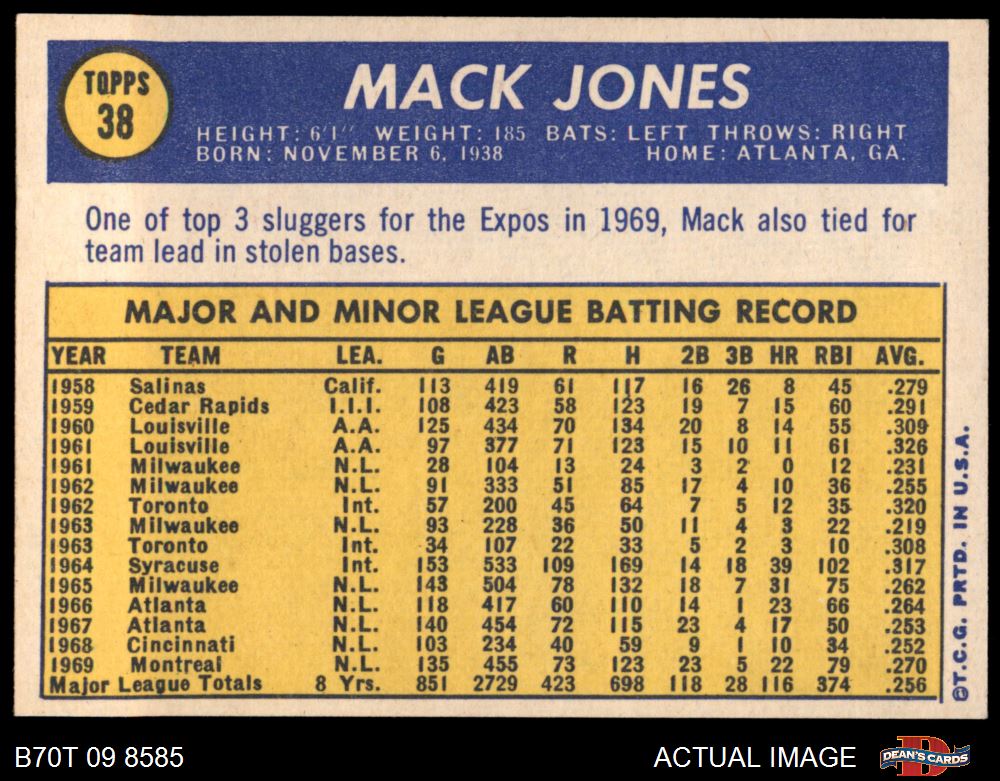 TOPPS
38
MACK JONES
HEIGHT: 6'1" WEIGHT: 185 BATS: LEFT THROWS: RIGHT
BORN: NOVEMBER 6, 1938 HOME: ATLANTA, GA.
One of top 3 sluggers for the Expos in 1969, Mack also tied for
team lead in stolen bases.
MAJOR AND MINOR LEAGUE BATTING RECORD
YEAR TEAM LEA. G AB R H 2B 3B HR RBI AVG.
1958 Salinas Calif. 113 419 61 117 16 26 8 45 .279
1959 Cedar Rapids I.I.I. 108 423 58 123 19 7 15 60 .291
1960 Louisville A.A. 125 434 70 134 20 8 14 55 .309
1961 Louisville A.A. 97 377 71 123 15 10 11 61 .326
1961 Milwaukee N.L. 28 104 13 24 3 2 0 12 .231
1962 Milwaukee N.L. 91 333 51 85 17 4 10 36 .255
1962 Toronto Int. 57 200 45 64 7 5 12 35 .320
1963 Milwaukee N.L. 93 228 36 50 11 4 3 22 .219
1963 Toronto Int. 34 107 22 33 5 2 3 10 .308
1964 Syracuse Int. 153 533 109 169 14 18 39 102 .317
1965 Milwaukee N.L. 143 504 78 132 18 7 31 75 .262
1966 Atlanta N.L. 118 417 60 110 14 1 23 66 .264
1967 Atlanta N.L. 140 454 72 115 23 4 17 50 .253
1968 Cincinnati N.L. 103 234 40 59 9 1 10 34 .252
1969 Montreal N.L. 135 455 73 123 23 5 22 79 .270
Major League Totals 8 Yrs. 851 2729 423 698 118 28 116 374 .256
©T.C.G. PRTD. IN U.S.A.
B70T 09 8585
ACTUAL IMAGE
DEAN'S CARDS